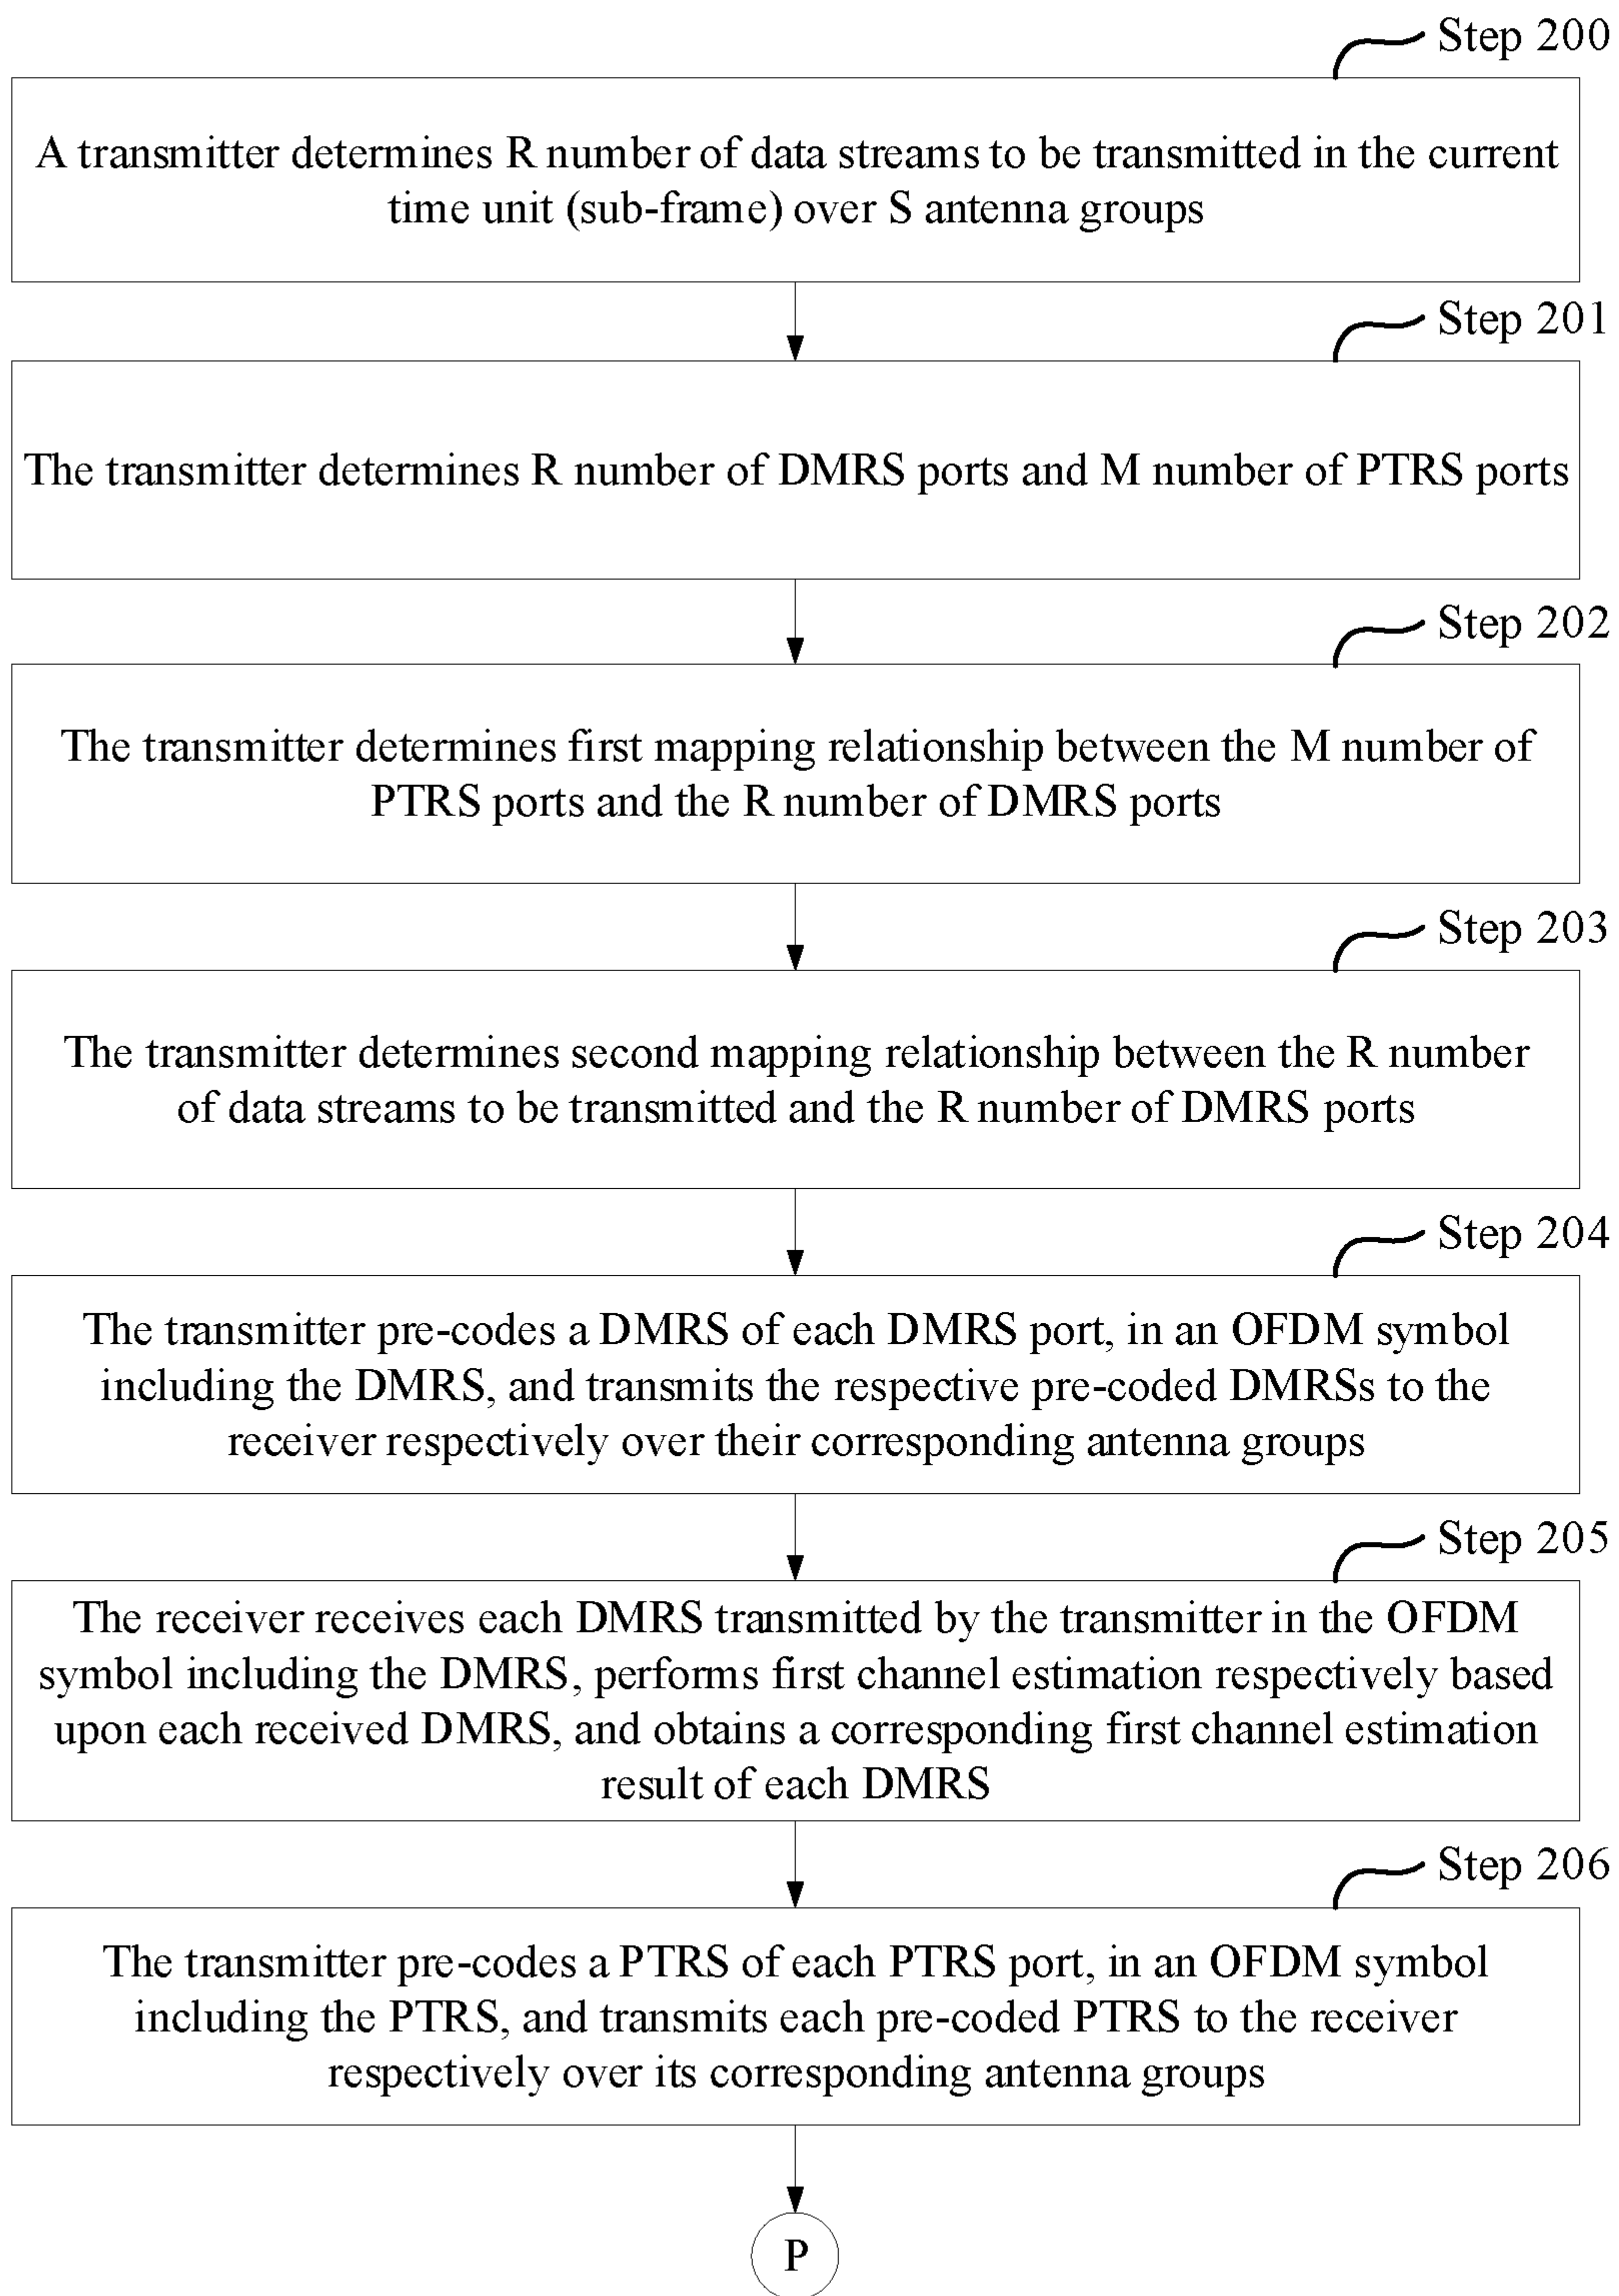 Step 200
A transmitter determines R number of data streams to be transmitted in the current
time unit (sub-frame) over S antenna groups
Step 201
The transmitter determines R number of DMRS ports and M number of PTRS ports
Step 202
The transmitter determines first mapping relationship between the M number of
PTRS ports and the R number of DMRS ports
Step 203
The transmitter determines second mapping relationship between the R number
of data streams to be transmitted and the R number of DMRS ports
Step 204
The transmitter pre-codes a DMRS of each DMRS port, in an OFDM symbol
including the DMRS, and transmits the respective pre-coded DMRSs to the
receiver respectively over their corresponding antenna groups
Step 205
The receiver receives each DMRS transmitted by the transmitter in the OFDM
symbol including the DMRS, performs first channel estimation respectively based
upon each received DMRS, and obtains a corresponding first channel estimation
result of each DMRS
Step 206
The transmitter pre-codes a PTRS of each PTRS port, in an OFDM symbol
including the PTRS, and transmits each pre-coded PTRS to the receiver
respectively over its corresponding antenna groups
P